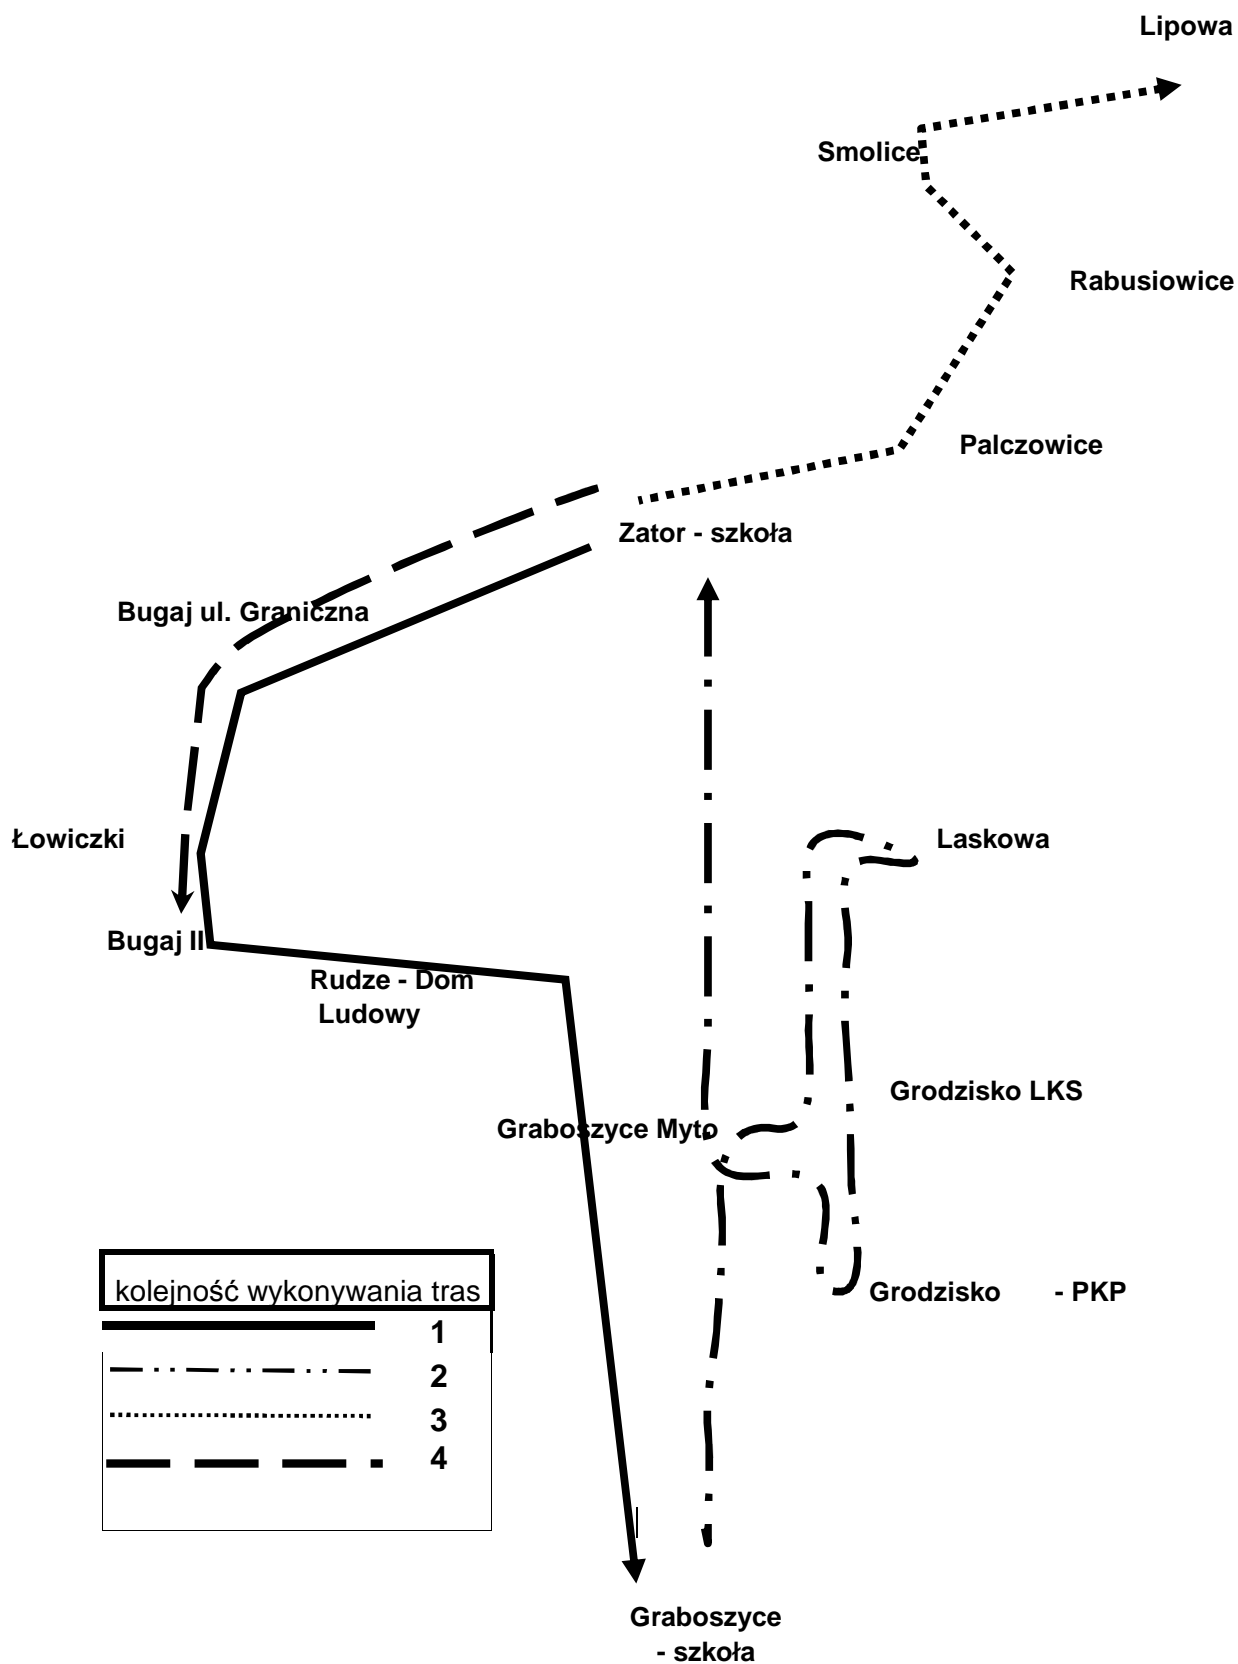 Lipowa
Smolice
Rabusiowice
Palczowice
Zator - szkoła
Bugaj ul. Graniczna
Łowiczki
Laskowa
Bugaj II
Rudze - Dom
Ludowy
Grodzisko LKS
Graboszyce Myto
Grodzisko - PKP
kolejność wykonywania tras
1
2
3
4
Graboszyce
- szkoła